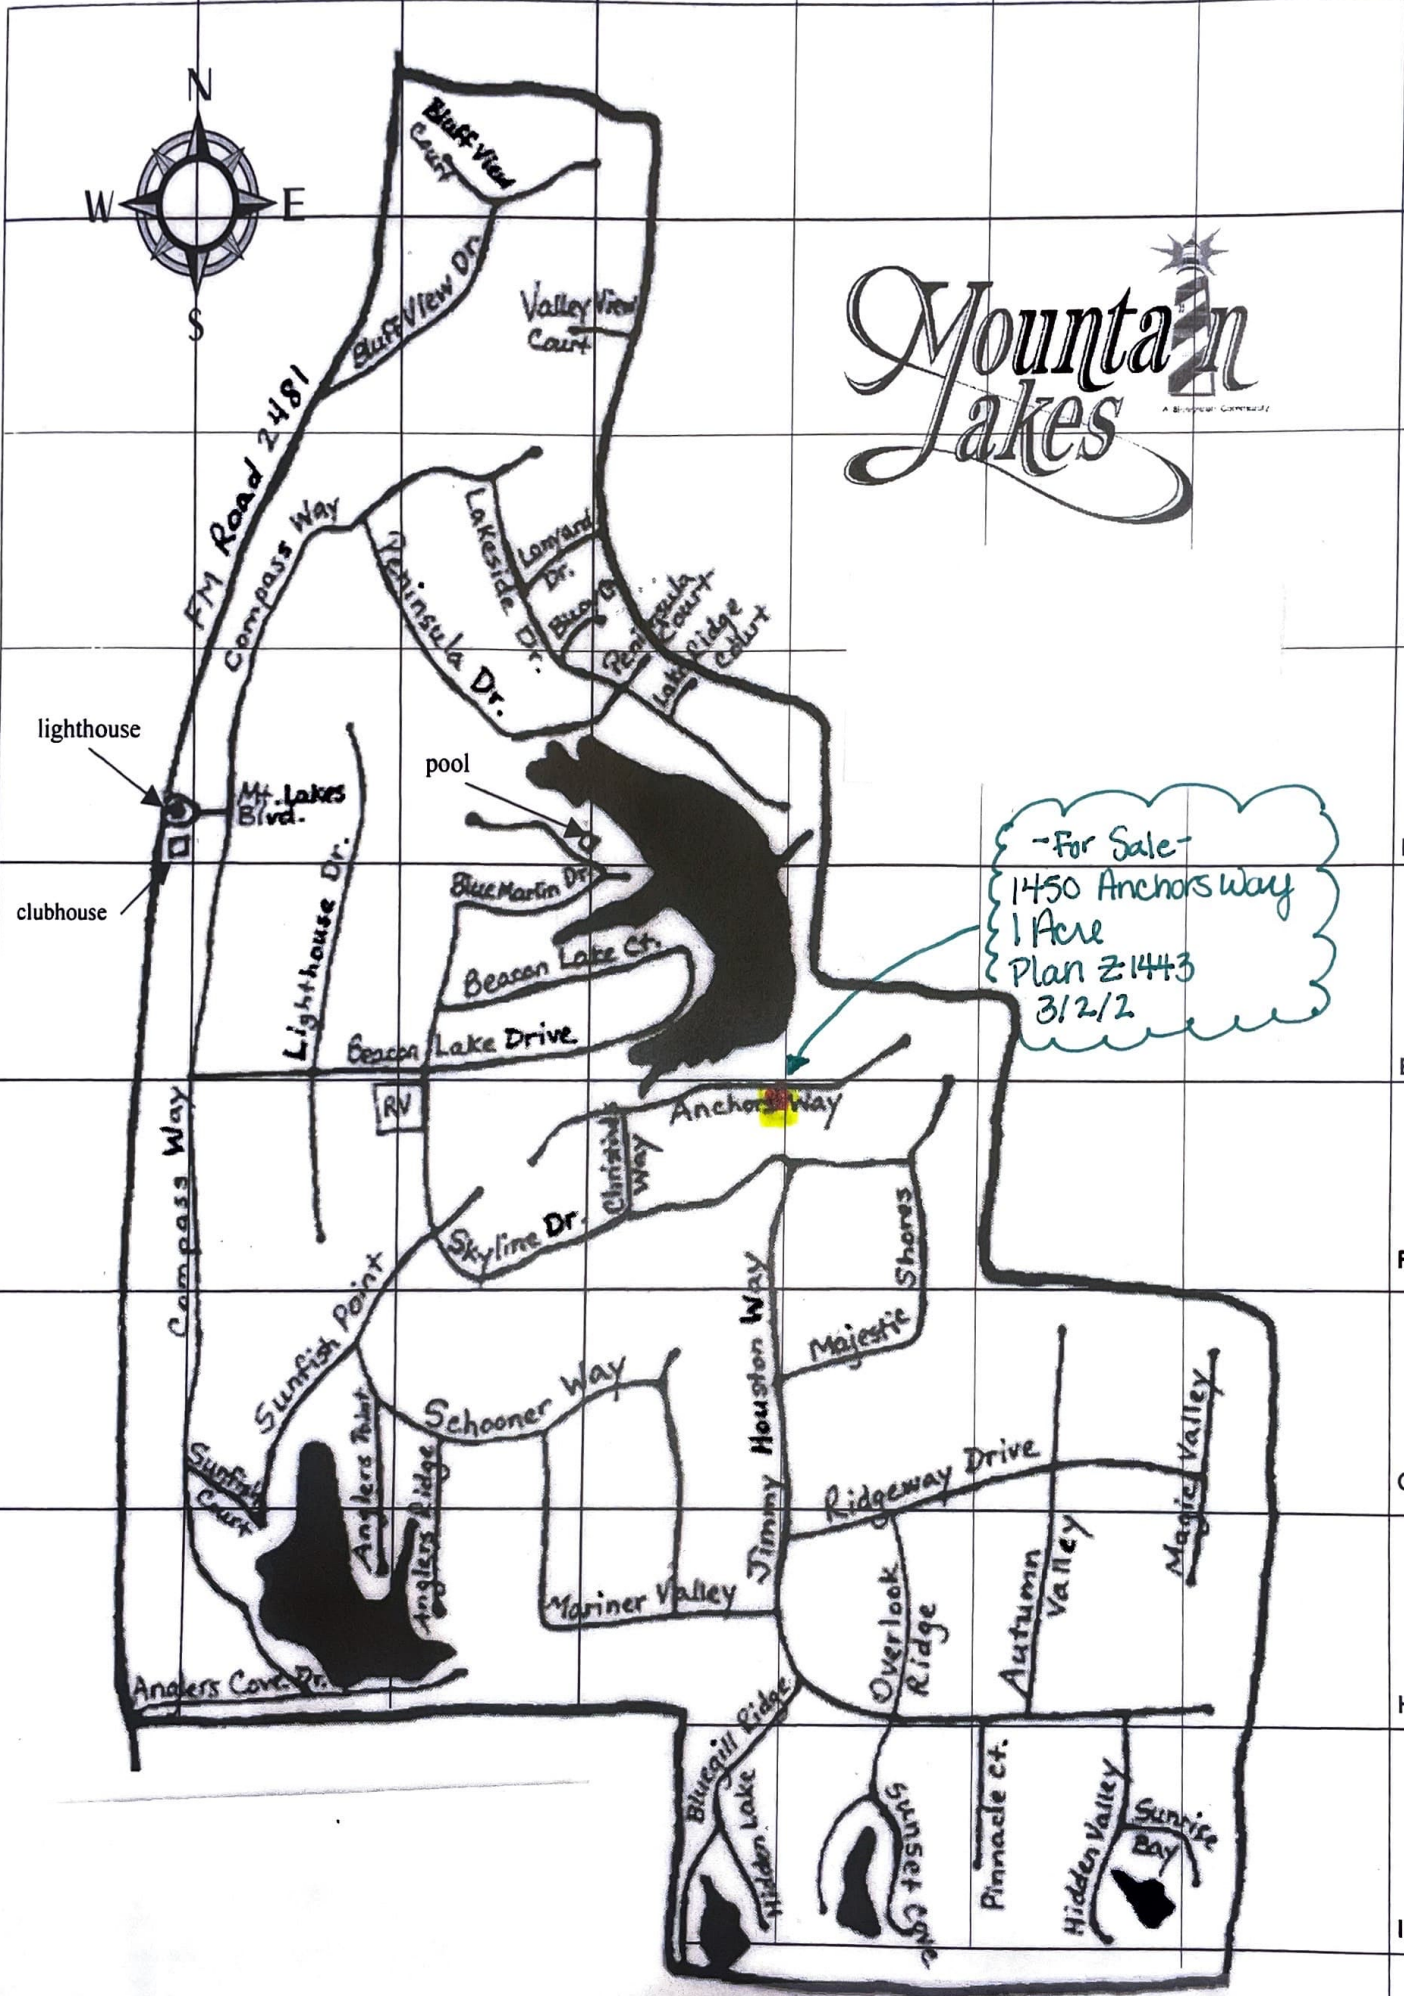 N
W
E
S
Bluff View
Court
Bluff View Dr.
Valley View
Court
Mountain
Lakes
FM Road 2481
Compass Way
Peninsula Dr.
Lakeside Dr.
Dr.
Peninsula
Court
Lake Ridge
Court
lighthouse
Mt. Lakes
Blvd.
pool
clubhouse
Lighthouse Dr.
Blue Martin Dr.
Beacon Lake Ct.
Beacon Lake Drive
-For Sale-
1450 Anchors Way
1 Acre
Plan Z1443
3/2/2
E
RV
Anchors Way
Compass Way
Way
Skyline Dr.
F
Sunfish Point
Majestic Shores
Jimmy Houston Way
Schooner Way
Anglers Point
Anglers Ridge
Sunfish
Court
Ridgeway Drive
Magic Valley
Autumn
Valley
Overlook
Ridge
Mariner Valley
Anglers Cove Dr.
H
Bluegill Ridge
Hidden Lake
Sunset Cove
Pinnacle Ct.
Hidden Valley
Sunrise
Bay
I